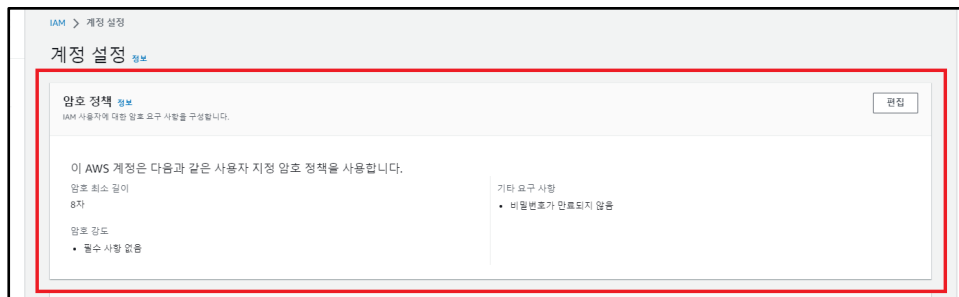 IAM > 계정 설정
계정 설정 정보
암호 정책 정보
편집
IAM 사용자에 대한 암호 요구 사항을 구성합니다.
이 AWS 계정은 다음과 같은 사용자 지정 암호 정책을 사용합니다.
암호 최소 길이
8자
암호 강도
• 필수 사항 없음
기타 요구 사항
• 비밀번호가 만료되지 않음